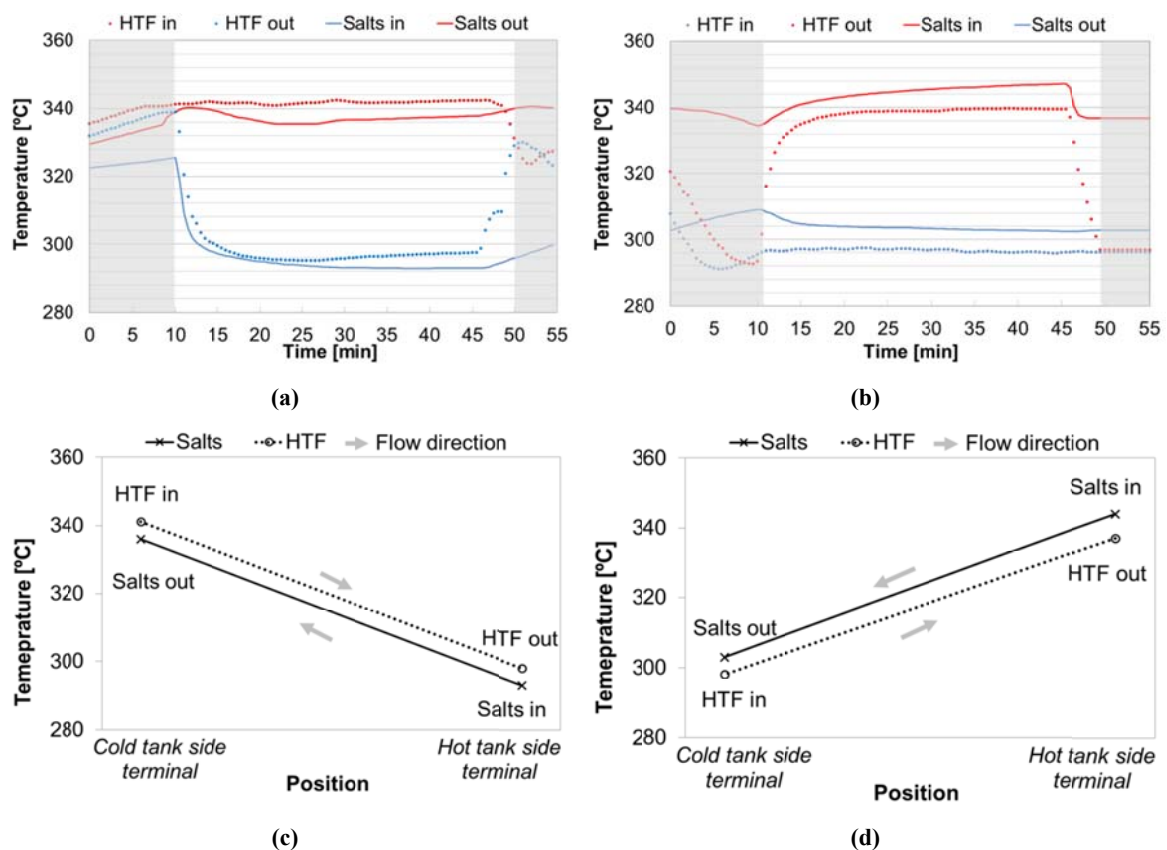 HTF in HTF out Salts in Salts out
360
340
320
300
280
Temperature [ºC]
0 5 10 15 20 25 30 35 40 45 50 55
Time [min]
(a)
HTF in HTF out Salts in Salts out
360
340
320
300
280
Temperature [ºC]
0 5 10 15 20 25 30 35 40 45 50 55
Time [min]
(b)
Salts HTF Flow direction
360
340
320
300
280
Temeprature [ºC]
HTF in
Salts out
HTF out
Salts in
Cold tank side
terminal
Hot tank side
terminal
Position
(c)
Salts HTF Flow direction
360
340
320
300
280
Temeprature [ºC]
Salts in
HTF out
Salts out
HTF in
Cold tank side
terminal
Hot tank side
terminal
Position
(d)